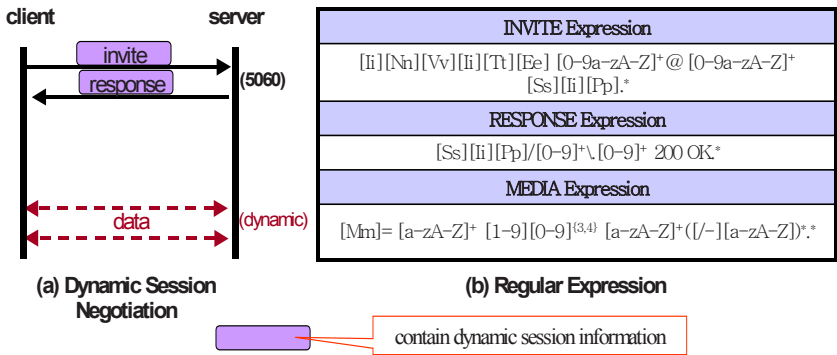 client
server
invite
response
(5060)
data
(dynamic)
(a) Dynamic Session
Negotiation
INVITE Expression
[Ii][Nn][Vv][Ii][Tt][Ee] [0-9a-zA-Z]+@ [0-9a-zA-Z]+
[Ss][Ii][Pp].*
RESPONSE Expression
[Ss][Ii][Pp]/[0-9]+\.[0-9]+ 200 OK.*
MEDIA Expression
[Mm]= [a-zA-Z]+ [1-9][0-9]{3,4} [a-zA-Z]+([/-][a-zA-Z])*.*
(b) Regular Expression
contain dynamic session information